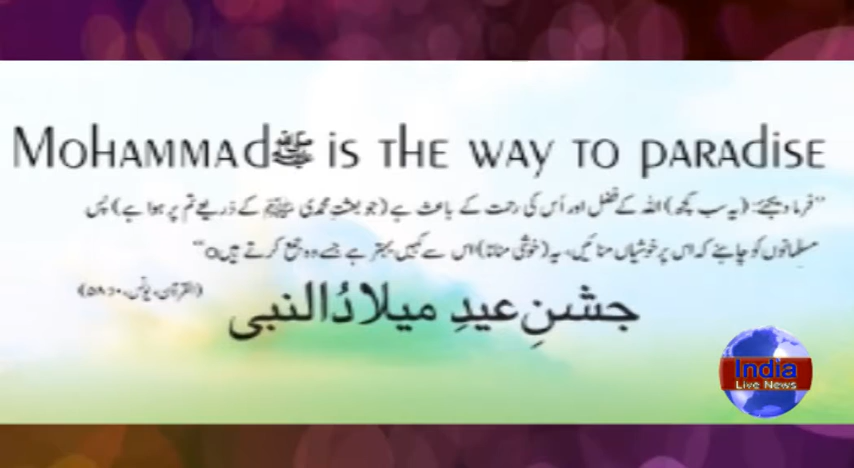 Mohammadﷺ is the way to paradise
”فرما دیجئے: (یہ سب کچھ) اللہ کے فضل اور اُس کی رحمت کے باعث ہے (جو بعثتِ محمدی ﷺ کے ذریعے تم پر ہوا ہے) پس
مسلمانوں کو چاہئے کہ اس پر خوشیاں منائیں، یہ (خوشی منانا) اس سے کہیں بہتر ہے جسے وہ جمع کرتے ہیںo“
(القرآن، یونس، ۱۰: ۵۸)
جشنِ عیدِ میلادُالنبی
India
Live News